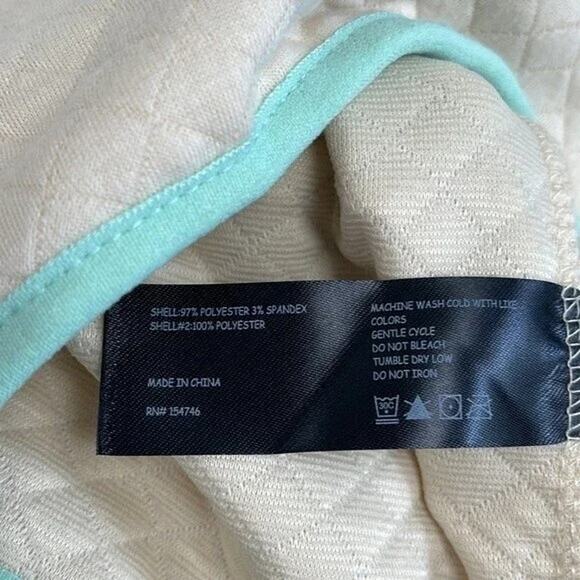 SHELL:97% POLYESTER 3% SPANDEX
SHELL#2:100% POLYESTER
MADE IN CHINA
RN# 154746
MACHINE WASH COLD WITH LIKE
COLORS
GENTLE CYCLE
DO NOT BLEACH
TUMBLE DRY LOW
DO NOT IRON
30C